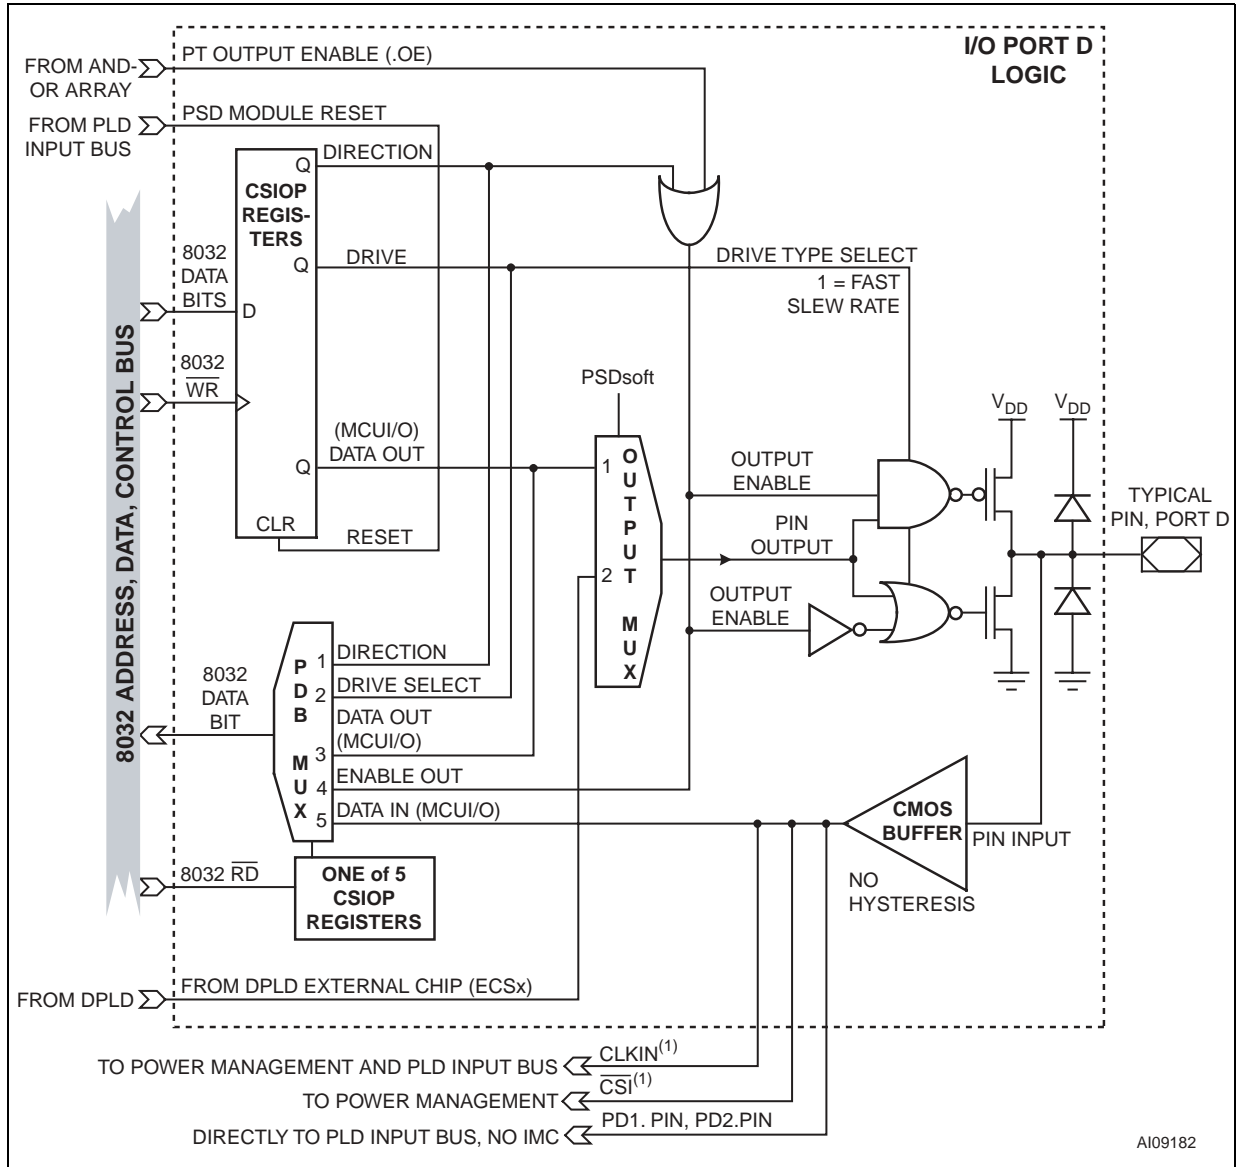 I/O PORT D
LOGIC
PT OUTPUT ENABLE (.OE)
FROM AND-
OR ARRAY
PSD MODULE RESET
FROM PLD
INPUT BUS
DIRECTION
Q
CSIOP
REGIS-
TERS
8032
DATA
BITS
D
Q
DRIVE
DRIVE TYPE SELECT
1 = FAST
SLEW RATE
8032 ADDRESS, DATA, CONTROL BUS
8032
WR
PSDsoft
(MCUI/O)
DATA OUT
Q
1
OUTPUT MUX
2
CLR
RESET
OUTPUT
ENABLE
PIN
OUTPUT
OUTPUT
ENABLE
VDD
VDD
TYPICAL
PIN, PORT D
8032
DATA
BIT
PDB MUX
1
DIRECTION
2
DRIVE SELECT
DATA OUT
(MCUI/O)
3
4
ENABLE OUT
5
DATA IN (MCUI/O)
CMOS
BUFFER
PIN INPUT
NO
HYSTERESIS
8032 RD
ONE of 5
CSIOP
REGISTERS
FROM DPLD
FROM DPLD EXTERNAL CHIP (ECSx)
TO POWER MANAGEMENT AND PLD INPUT BUS
CLKIN(1)
TO POWER MANAGEMENT
CSI(1)
DIRECTLY TO PLD INPUT BUS, NO IMC
PD1. PIN, PD2.PIN
AI09182